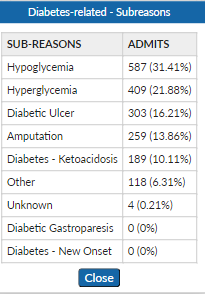 Diabetes-related - Subreasons
SUB-REASONS ADMITS
Hypoglycemia 587 (31.41%)
Hyperglycemia 409 (21.88%)
Diabetic Ulcer 303 (16.21%)
Amputation 259 (13.86%)
Diabetes - Ketoacidosis 189 (10.11%)
Other 118 (6.31%)
Unknown 4 (0.21%)
Diabetic Gastroparesis 0 (0%)
Diabetes - New Onset 0 (0%)
Close